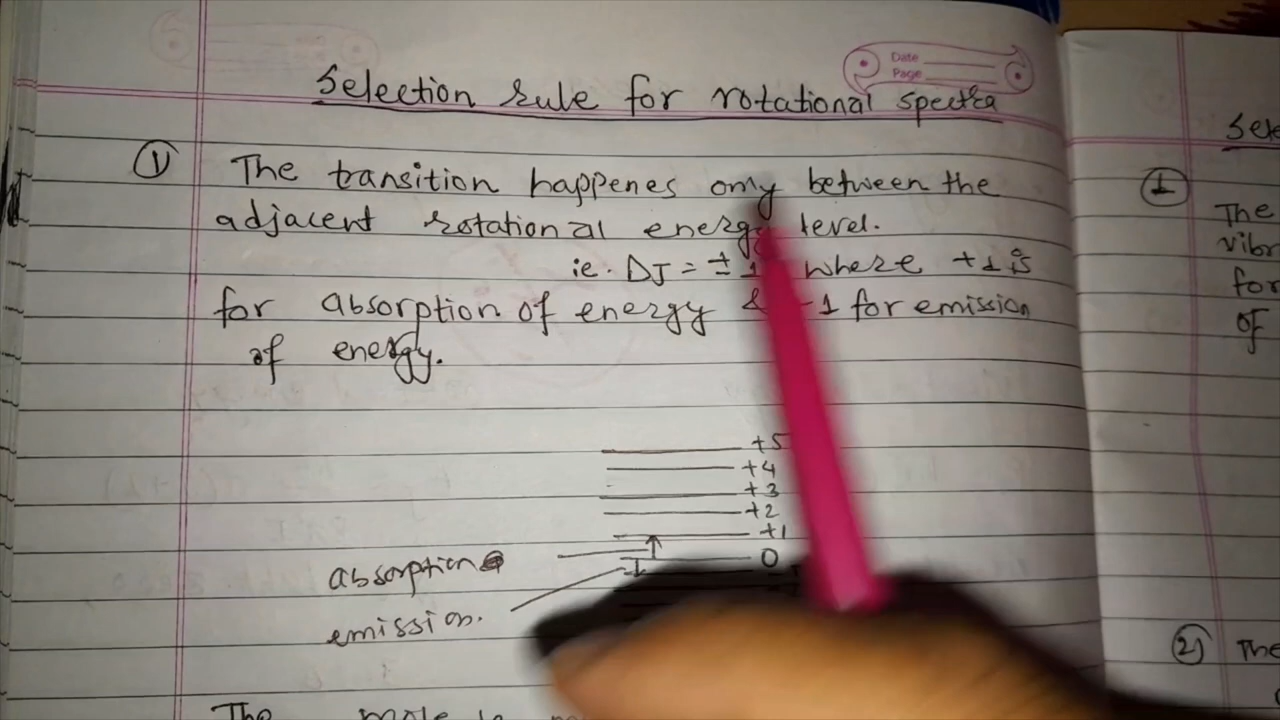 Date
Page
Selection rule for rotational spectra
1) The transition happenes only between the
adjacent rotational energy level.
ie. ΔJ = ±1 where +1 is
for absorption of energy & -1 for emission
of energy.
+5
+4
+3
+2
+1
0
absorption
emission.
The
1
The
vibr
for
of
2) The